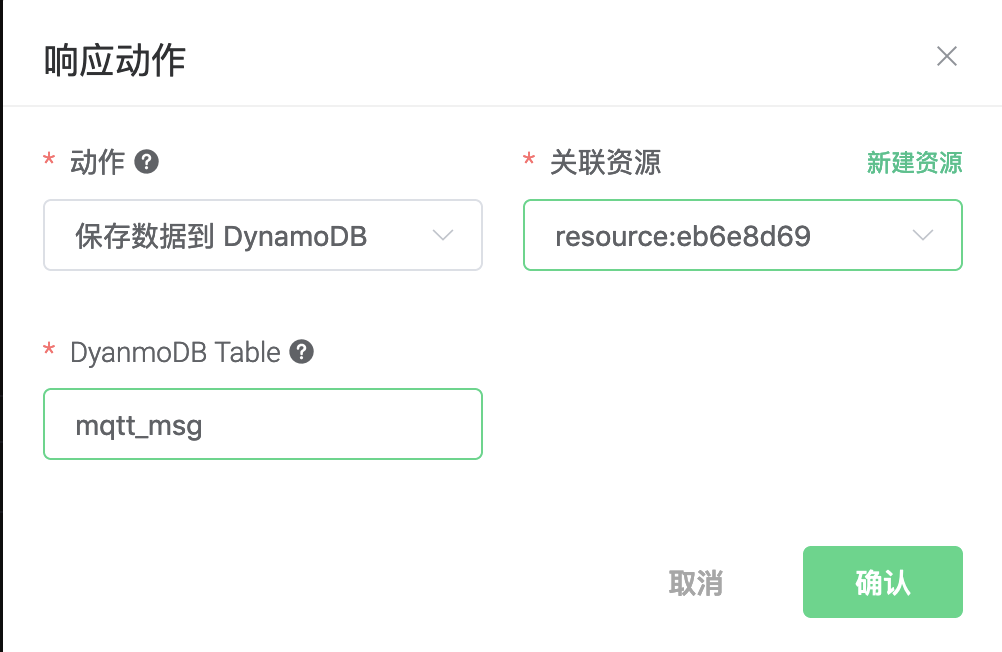 响应动作
* 动作
* 关联资源 新建资源
保存数据到 DynamoDB
resource:eb6e8d69
* DyanmoDB Table
mqtt_msg
取消 确认